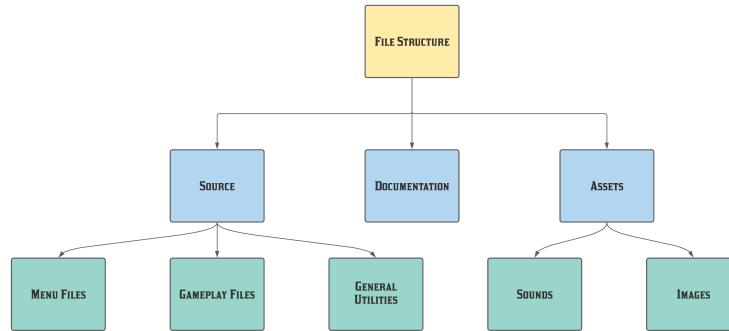 File Structure
Source
Documentation
Assets
Menu Files
Gameplay Files
General
Utilities
Sounds
Images